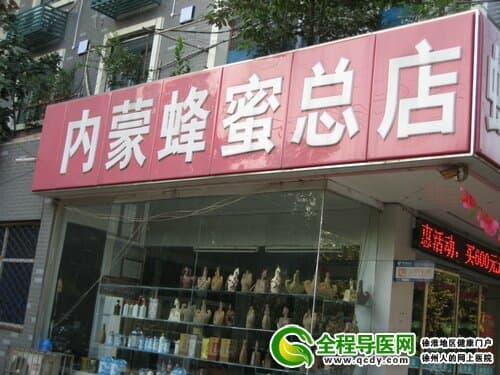 内蒙蜂蜜总店
惠活动，买600元
全程导医网
www.qcdy.com
徐淮地区健康门户
徐州人的网上医院